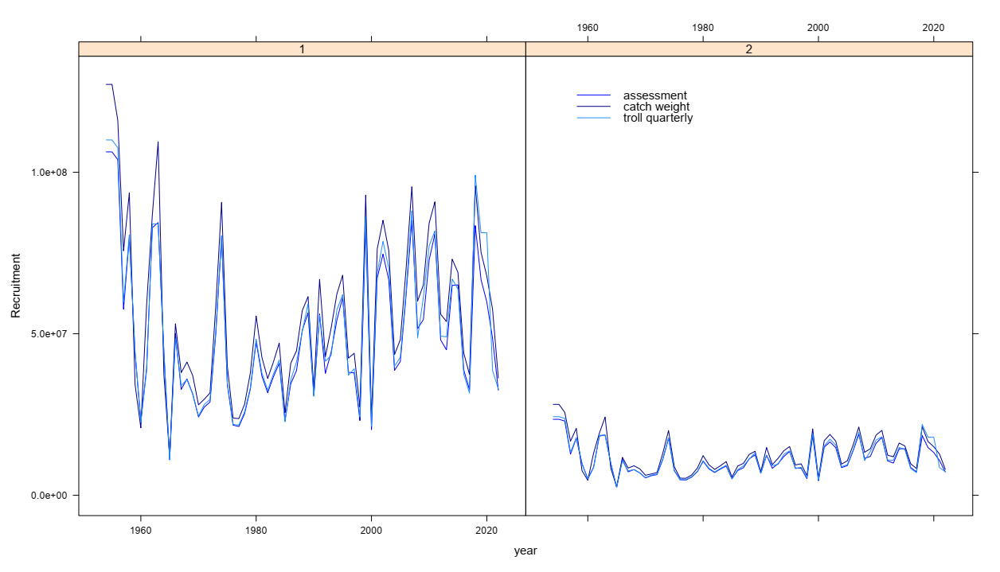 1960 1980 2000 2020
1 2
assessment
catch weight
troll quarterly
1.0e+08
5.0e+07
0.0e+00
Recruitment
1960 1980 2000 2020
year